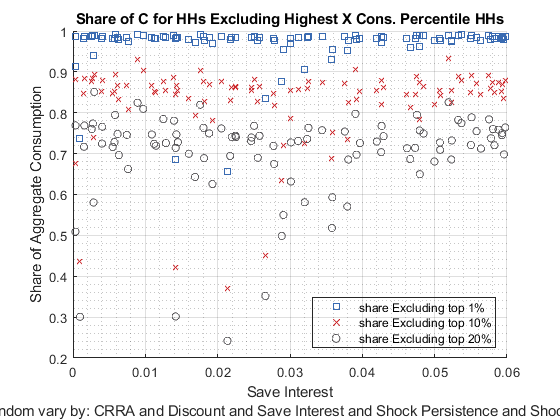 Share of C for HHs Excluding Highest X Cons. Percentile HHs
1
0.9
0.8
0.7
0.6
0.5
0.4
0.3
0.2
Share of Aggregate Consumption
share Excluding top 1%
share Excluding top 10%
share Excluding top 20%
0 0.01 0.02 0.03 0.04 0.05 0.06
Save Interest
vary by: CRRA and Discount and Save Interest and Shock Persistence and